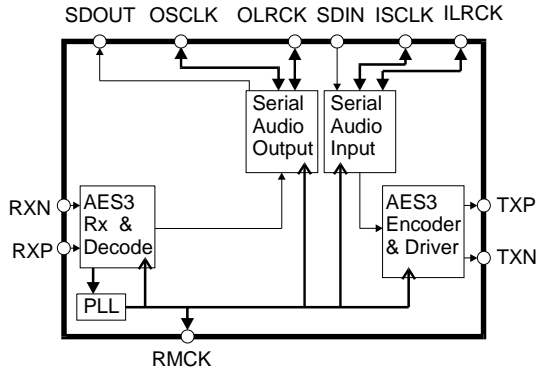 SDOUT OSCLK OLRCK SDIN ISCLK ILRCK
Serial
Audio
Output
Serial
Audio
Input
RXN
RXP
AES3
Rx &
Decode
AES3
Encoder
& Driver
TXP
TXN
PLL
RMCK